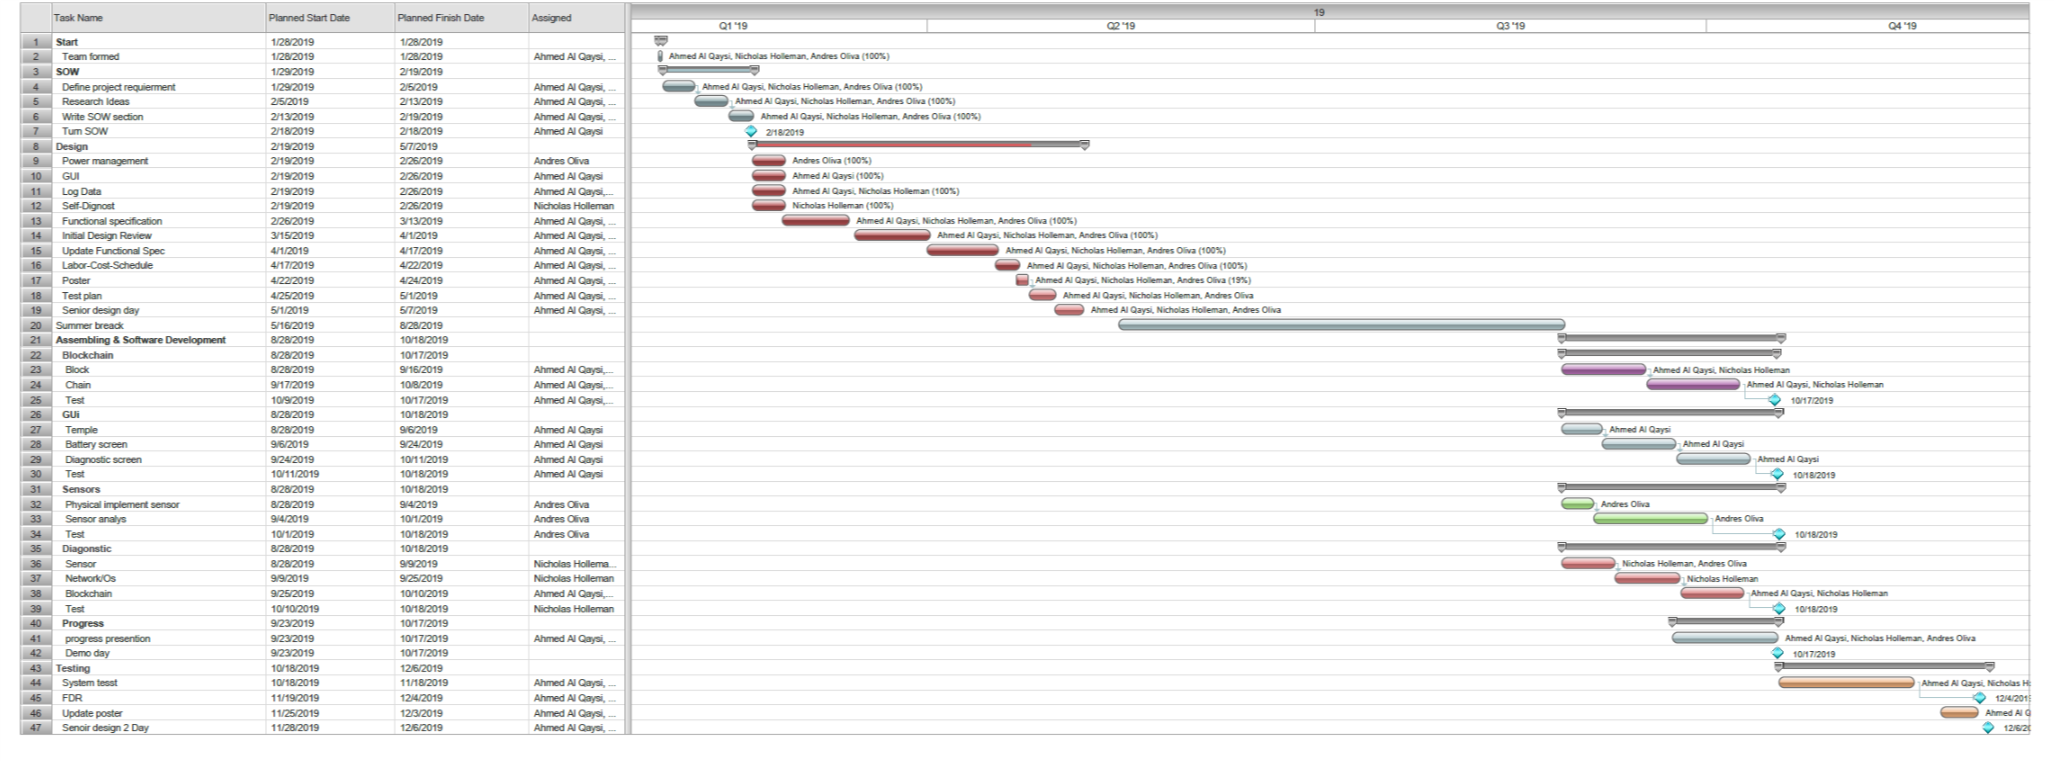 Task Name Planned Start Date Planned Finish Date Assigned 19
Q1 '19 Q2 '19 Q3 '19 Q4 '19
1 Start 1/28/2019 1/28/2019
2 Team formed 1/28/2019 1/28/2019 Ahmed Al Qaysi, ... Ahmed Al Qaysi, Nicholas Holleman, Andres Oliva (100%)
3 SOW 1/29/2019 2/19/2019
4 Define project requierment 1/29/2019 2/5/2019 Ahmed Al Qaysi, ... Ahmed Al Qaysi, Nicholas Holleman, Andres Oliva (100%)
5 Research Ideas 2/5/2019 2/13/2019 Ahmed Al Qaysi, ... Ahmed Al Qaysi, Nicholas Holleman, Andres Oliva (100%)
6 Write SOW section 2/13/2019 2/19/2019 Ahmed Al Qaysi, ... Ahmed Al Qaysi, Nicholas Holleman, Andres Oliva (100%)
7 Turn SOW 2/18/2019 2/18/2019 Ahmed Al Qaysi 2/18/2019
8 Design 2/19/2019 5/7/2019
9 Power management 2/19/2019 2/26/2019 Andres Oliva Andres Oliva (100%)
10 GUI 2/19/2019 2/26/2019 Ahmed Al Qaysi Ahmed Al Qaysi (100%)
11 Log Data 2/19/2019 2/26/2019 Ahmed Al Qaysi,... Ahmed Al Qaysi, Nicholas Holleman (100%)
12 Self-Dignost 2/19/2019 2/26/2019 Nicholas Holleman Nicholas Holleman (100%)
13 Functional specification 2/26/2019 3/13/2019 Ahmed Al Qaysi, ... Ahmed Al Qaysi, Nicholas Holleman, Andres Oliva (100%)
14 Initial Design Review 3/15/2019 4/1/2019 Ahmed Al Qaysi, ... Ahmed Al Qaysi, Nicholas Holleman, Andres Oliva (100%)
15 Update Functional Spec 4/1/2019 4/17/2019 Ahmed Al Qaysi, ... Ahmed Al Qaysi, Nicholas Holleman, Andres Oliva (100%)
16 Labor-Cost-Schedule 4/17/2019 4/22/2019 Ahmed Al Qaysi, ... Ahmed Al Qaysi, Nicholas Holleman, Andres Oliva (100%)
17 Poster 4/22/2019 4/24/2019 Ahmed Al Qaysi, ... Ahmed Al Qaysi, Nicholas Holleman, Andres Oliva (19%)
18 Test plan 4/25/2019 5/1/2019 Ahmed Al Qaysi, ... Ahmed Al Qaysi, Nicholas Holleman, Andres Oliva
19 Senior design day 5/1/2019 5/7/2019 Ahmed Al Qaysi, ... Ahmed Al Qaysi, Nicholas Holleman, Andres Oliva
20 Summer breack 5/16/2019 8/28/2019
21 Assembling & Software Development 8/28/2019 10/18/2019
22 Blockchain 8/28/2019 10/17/2019
23 Block 8/28/2019 9/16/2019 Ahmed Al Qaysi,... Ahmed Al Qaysi, Nicholas Holleman
24 Chain 9/17/2019 10/8/2019 Ahmed Al Qaysi,... Ahmed Al Qaysi, Nicholas Holleman
25 Test 10/9/2019 10/17/2019 Ahmed Al Qaysi,... 10/17/2019
26 GUi 8/28/2019 10/18/2019
27 Temple 8/28/2019 9/6/2019 Ahmed Al Qaysi Ahmed Al Qaysi
28 Battery screen 9/6/2019 9/24/2019 Ahmed Al Qaysi Ahmed Al Qaysi
29 Diagnostic screen 9/24/2019 10/11/2019 Ahmed Al Qaysi Ahmed Al Qaysi
30 Test 10/11/2019 10/18/2019 Ahmed Al Qaysi 10/18/2019
31 Sensors 8/28/2019 10/18/2019
32 Physical implement sensor 8/28/2019 9/4/2019 Andres Oliva Andres Oliva
33 Sensor analys 9/4/2019 10/1/2019 Andres Oliva Andres Oliva
34 Test 10/1/2019 10/18/2019 Andres Oliva 10/18/2019
35 Diagonstic 8/28/2019 10/18/2019
36 Sensor 8/28/2019 9/9/2019 Nicholas Hollema... Nicholas Holleman, Andres Oliva
37 Network/Os 9/9/2019 9/25/2019 Nicholas Holleman Nicholas Holleman
38 Blockchain 9/25/2019 10/10/2019 Ahmed Al Qaysi,... Ahmed Al Qaysi, Nicholas Holleman
39 Test 10/10/2019 10/18/2019 Nicholas Holleman 10/18/2019
40 Progress 9/23/2019 10/17/2019
41 progress presention 9/23/2019 10/17/2019 Ahmed Al Qaysi, ... Ahmed Al Qaysi, Nicholas Holleman, Andres Oliva
42 Demo day 9/23/2019 10/17/2019 10/17/2019
43 Testing 10/18/2019 12/6/2019
44 System tesst 10/18/2019 11/18/2019 Ahmed Al Qaysi, ... Ahmed Al Qaysi, Nicholas H
45 FDR 11/19/2019 12/4/2019 Ahmed Al Qaysi, ... 12/4/201
46 Update poster 11/25/2019 12/3/2019 Ahmed Al Qaysi, ... Ahmed Al Q
47 Senoir design 2 Day 11/28/2019 12/6/2019 Ahmed Al Qaysi, ... 12/6/20